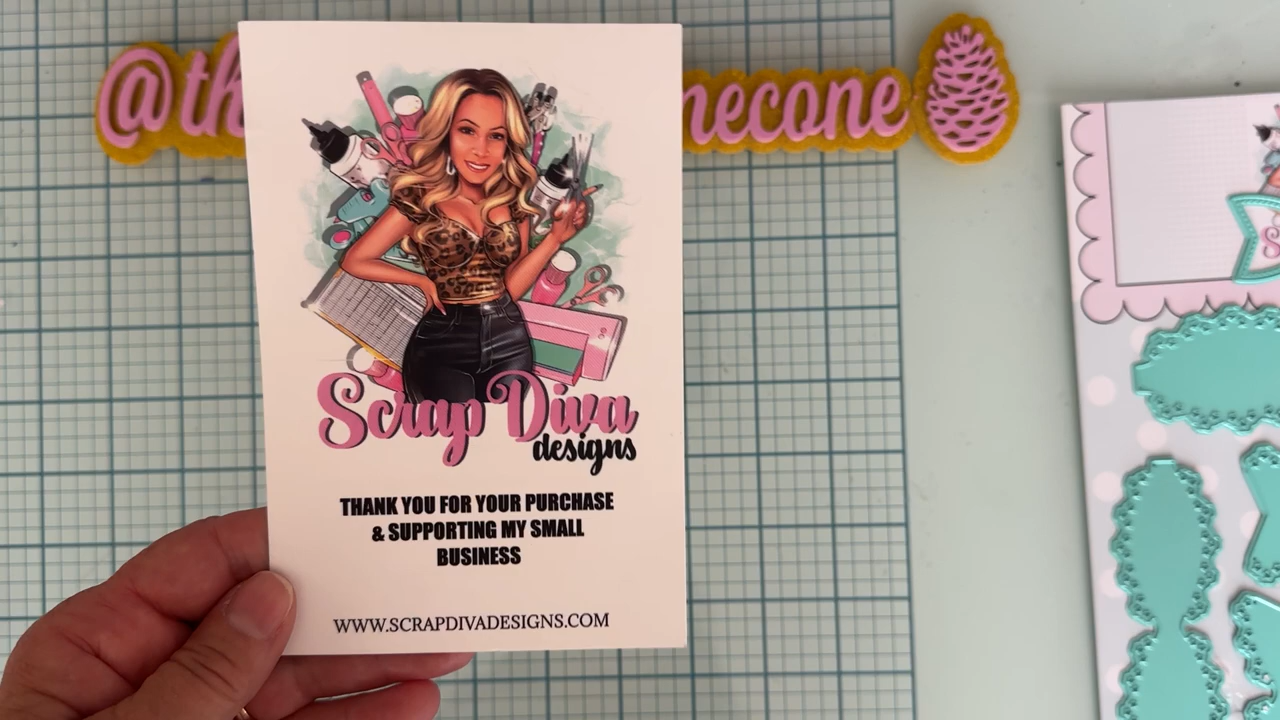 @th
necone
Scrap Diva
designs
THANK YOU FOR YOUR PURCHASE
& SUPPORTING MY SMALL
BUSINESS
WWW.SCRAPDIVADESIGNS.COM